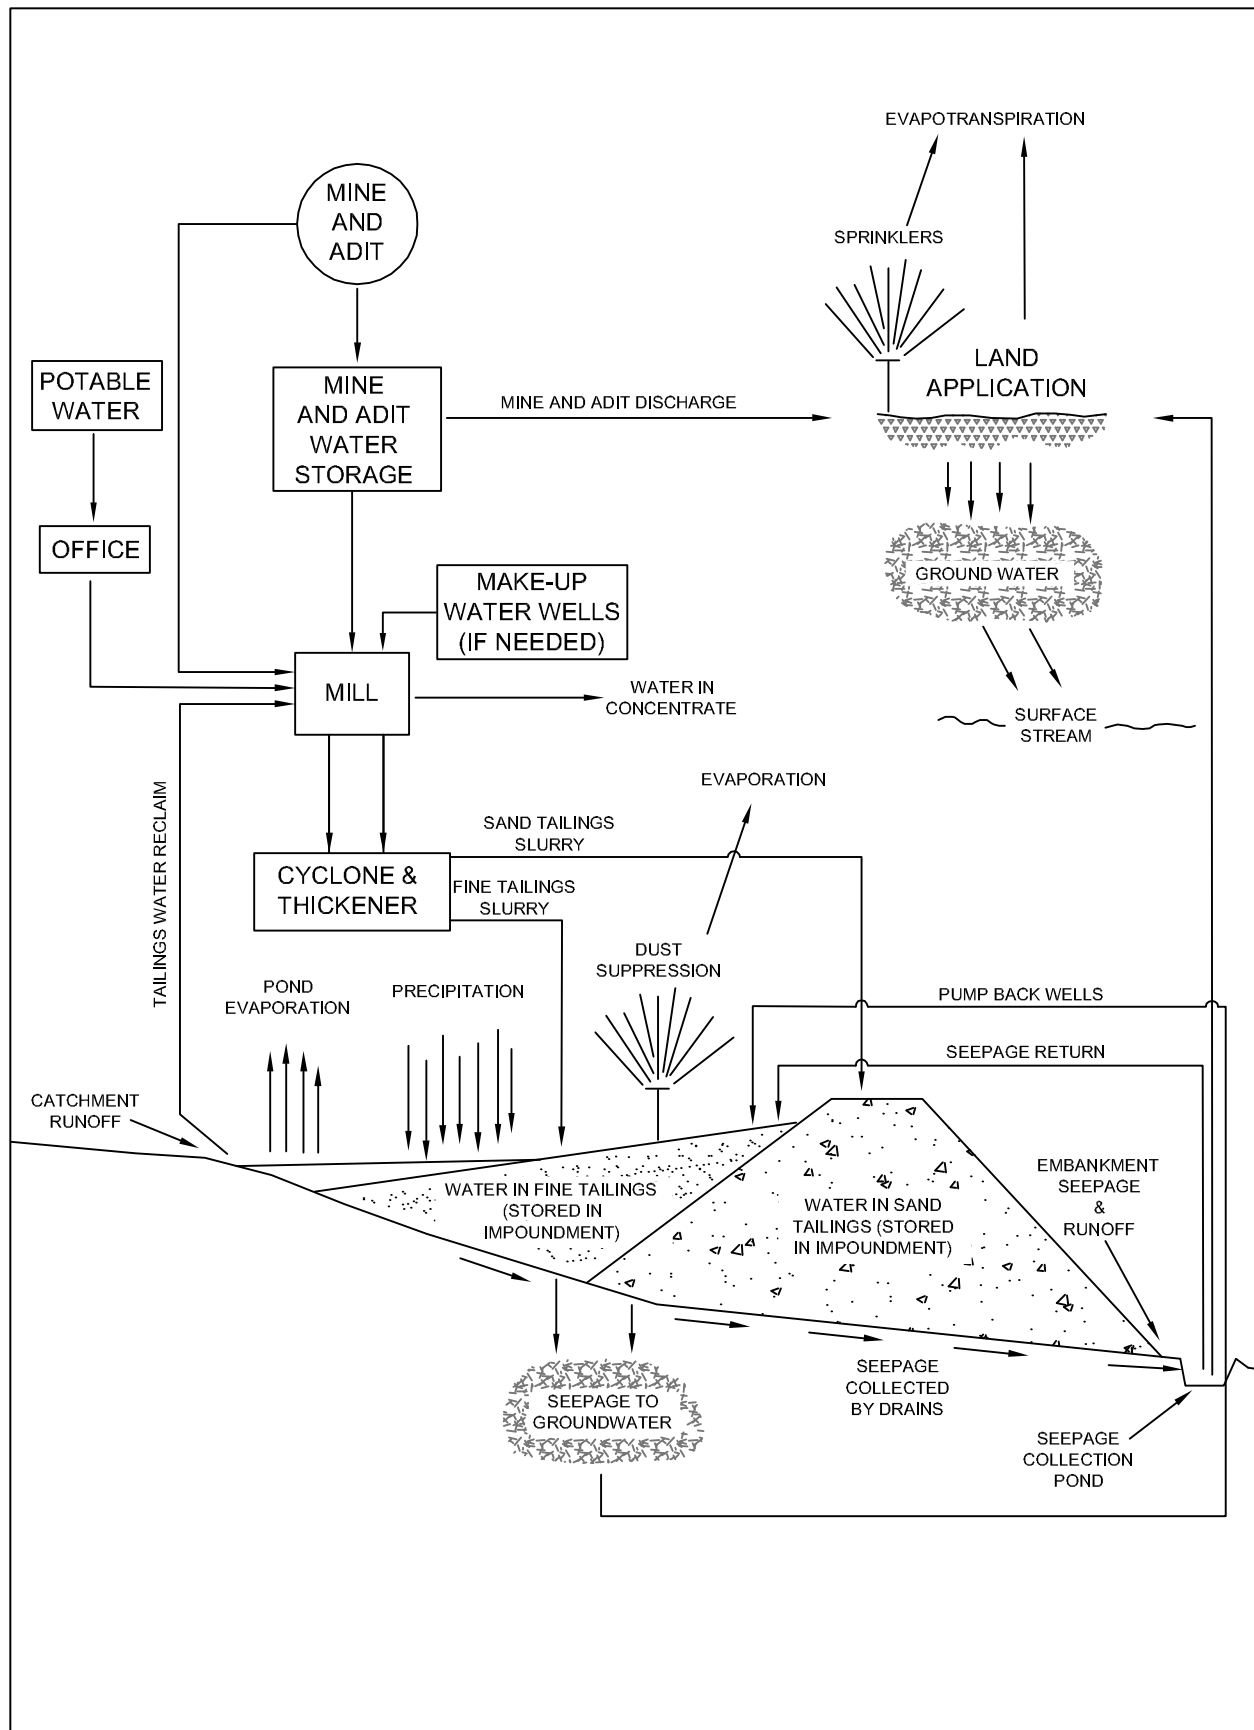 EVAPOTRANSPIRATION
MINE
AND
ADIT
SPRINKLERS
LAND
APPLICATION
POTABLE
WATER
MINE
AND ADIT
WATER
STORAGE
MINE AND ADIT DISCHARGE
OFFICE
MAKE-UP
WATER WELLS
(IF NEEDED)
GROUND WATER
MILL
WATER IN
CONCENTRATE
SURFACE
STREAM
EVAPORATION
TAILINGS WATER RECLAIM
SAND TAILINGS
SLURRY
CYCLONE &
THICKENER
FINE TAILINGS
SLURRY
DUST
SUPPRESSION
POND
EVAPORATION
PRECIPITATION
PUMP BACK WELLS
SEEPAGE RETURN
CATCHMENT
RUNOFF
WATER IN FINE TAILINGS
(STORED IN
IMPOUNDMENT)
WATER IN SAND
TAILINGS (STORED
IN IMPOUNDMENT)
EMBANKMENT
SEEPAGE
&
RUNOFF
SEEPAGE
COLLECTED
BY DRAINS
SEEPAGE TO
GROUNDWATER
SEEPAGE
COLLECTION
POND